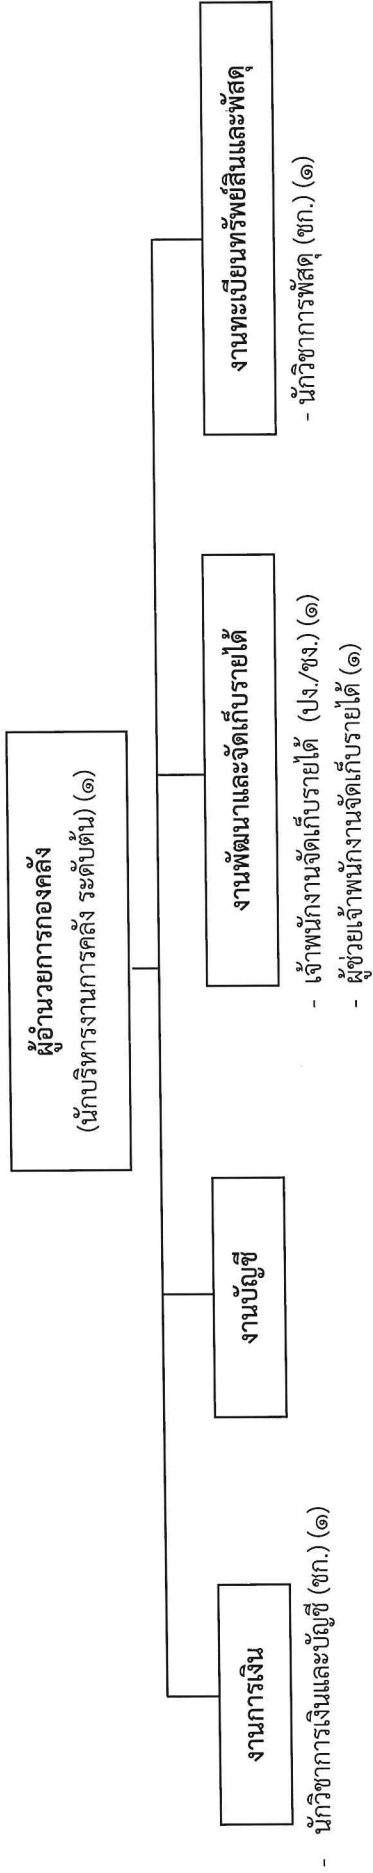 ผู้อำนวยการกองคลัง
(นักบริหารงานการคลัง ระดับต้น) (๑)
งานการเงิน
- นักวิชาการเงินและบัญชี (ชก.) (๑)
งานบัญชี
งานพัฒนาและจัดเก็บรายได้
- เจ้าพนักงานจัดเก็บรายได้ (ปง./ชง.) (๑)
- ผู้ช่วยเจ้าพนักงานจัดเก็บรายได้ (๑)
งานทะเบียนทรัพย์สินและพัสดุ
- นักวิชาการพัสดุ (ชก.) (๑)